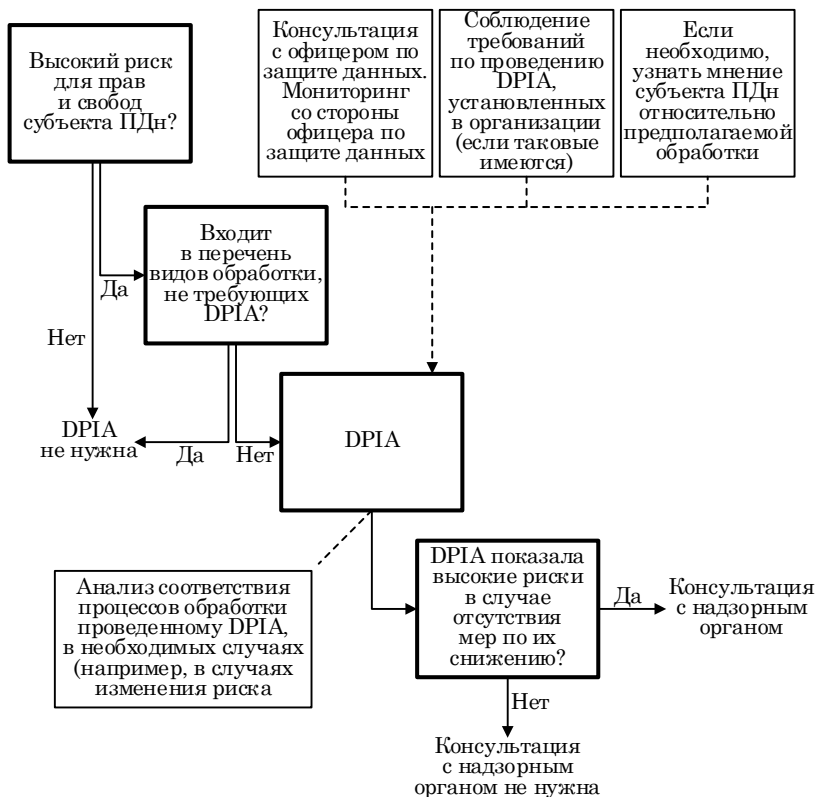 Высокий риск
для прав
и свобод
субъекта ПДн?
Консультация
с офицером по
защите данных.
Мониторинг
со стороны
офицера по
защите данных
Соблюдение
требований
по проведению
DPIA,
установленных
в организации
(если таковые
имеются)
Если
необходимо,
узнать мнение
субъекта ПДн
относительно
предполагаемой
обработки
Входит
в перечень
видов обработки,
не требующих
DPIA?
Да
Нет
DPIA
не нужна
Да
Нет
DPIA
Анализ соответствия
процессов обработки
проведенному DPIA,
в необходимых случаях
(например, в случаях
изменения риска
DPIA показала
высокие риски
в случае
отсутствия
мер по их
снижению?
Да
Консультация
с надзорным
органом
Нет
Консультация
с надзорным
органом не нужна